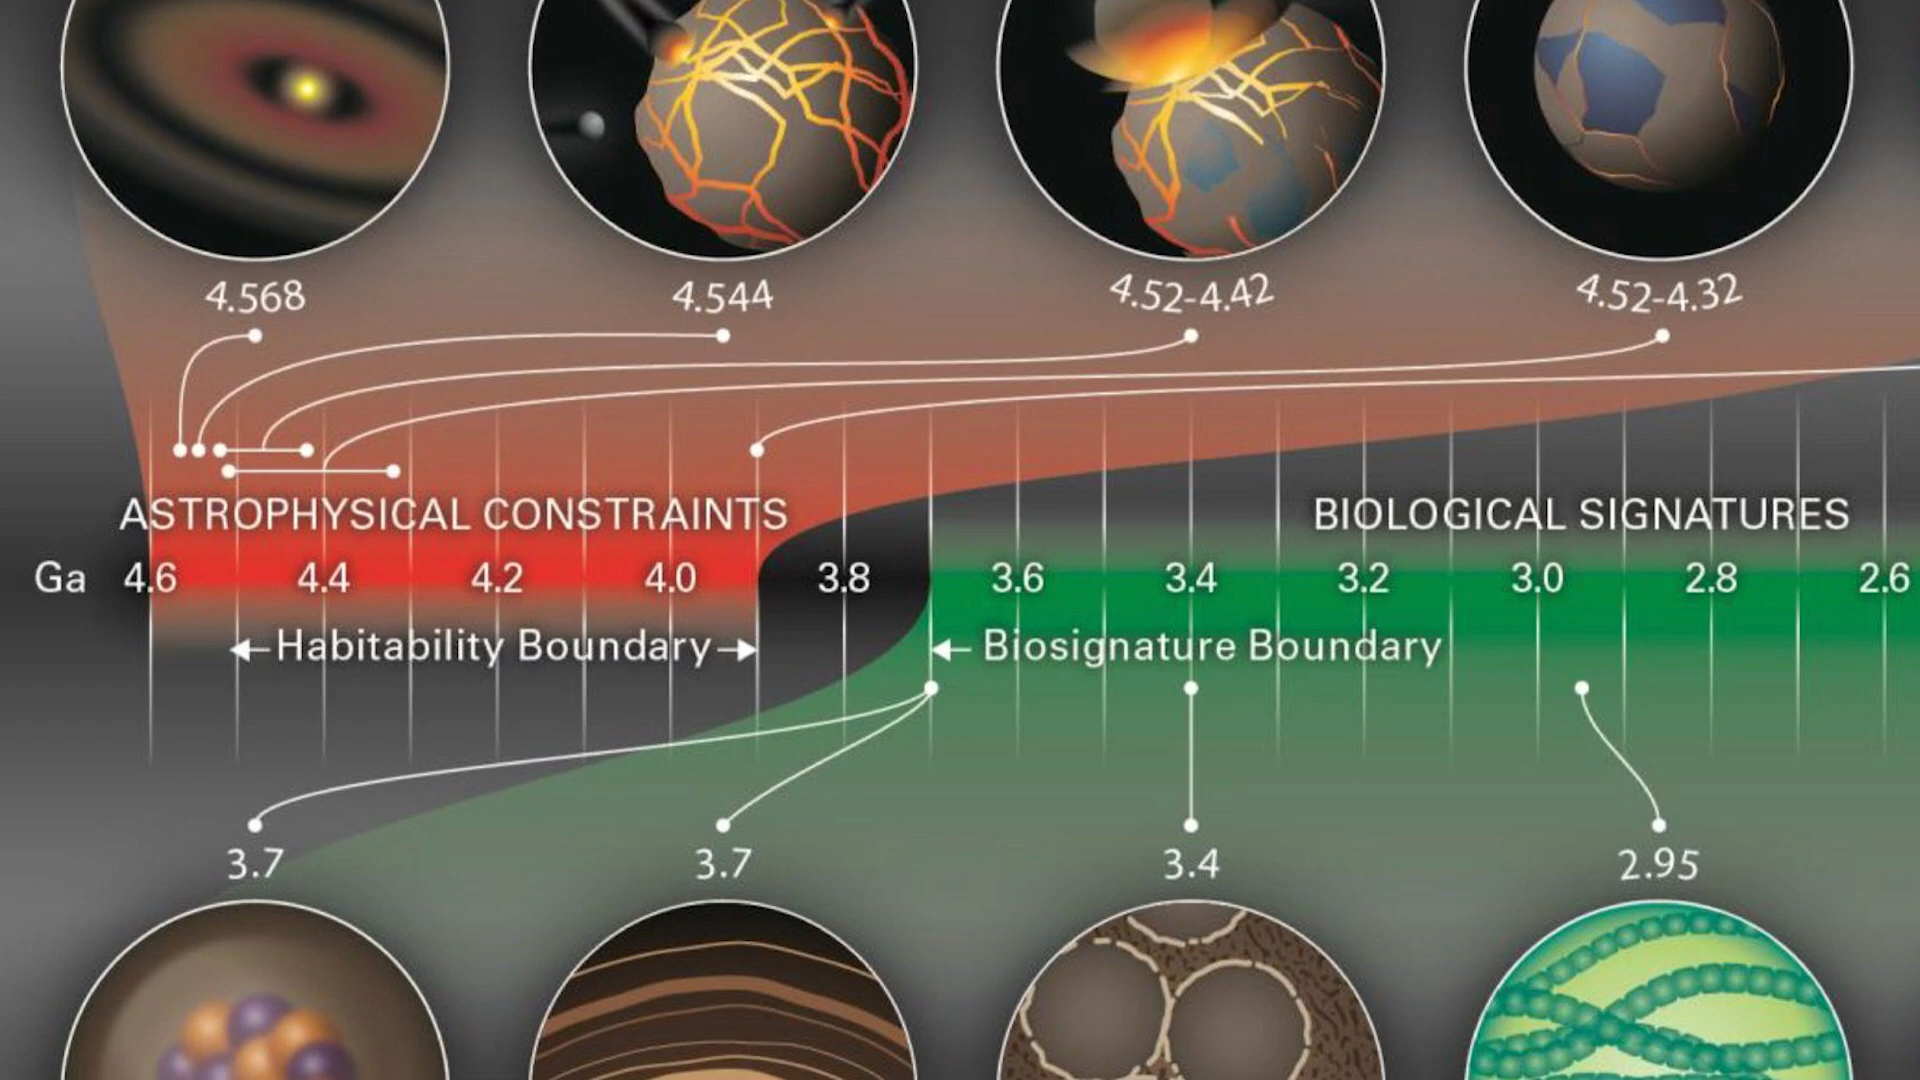 4.568 4.544 4.52-4.42 4.52-4.32
ASTROPHYSICAL CONSTRAINTS BIOLOGICAL SIGNATURES
Ga 4.6 4.4 4.2 4.0 3.8 3.6 3.4 3.2 3.0 2.8 2.6
Habitability Boundary Biosignature Boundary
3.7 3.7 3.4 2.95